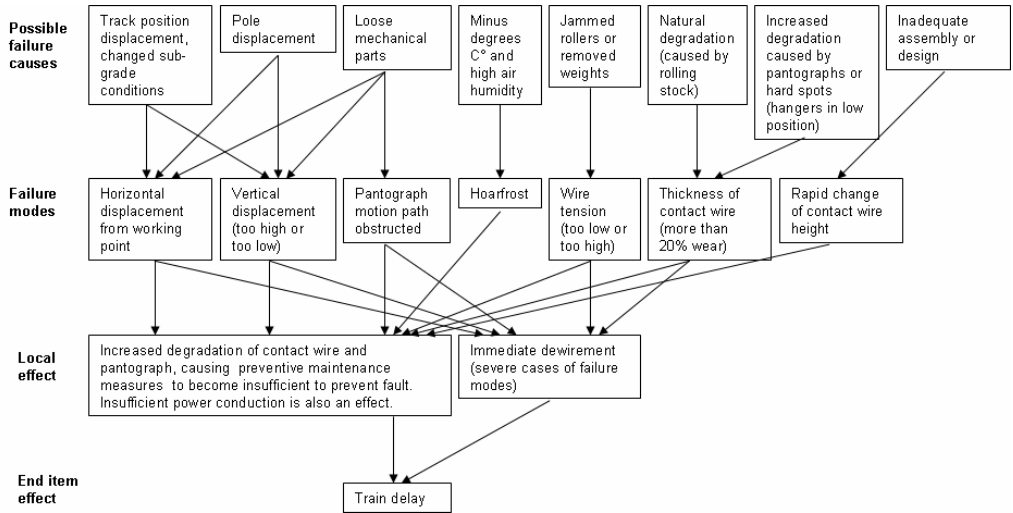 Possible
failure
causes
Track position
displacement,
changed sub-
grade
conditions
Pole
displacement
Loose
mechanical
parts
Minus
degrees
C° and
high air
humidity
Jammed
rollers or
removed
weights
Natural
degradation
(caused by
rolling
stock)
Increased
degradation
caused by
pantographs or
hard spots
(hangers in low
position)
Inadequate
assembly or
design
Failure
modes
Horizontal
displacement
from working
point
Vertical
displacement
(too high or
too low)
Pantograph
motion path
obstructed
Hoarfrost
Wire
tension
(too low or
too high)
Thickness of
contact wire
(more than
20% wear)
Rapid change
of contact wire
height
Local
effect
Increased degradation of contact wire and
pantograph, causing preventive maintenance
measures to become insufficient to prevent fault.
Insufficient power conduction is also an effect.
Immediate dewirement
(severe cases of failure
modes)
End item
effect
Train delay